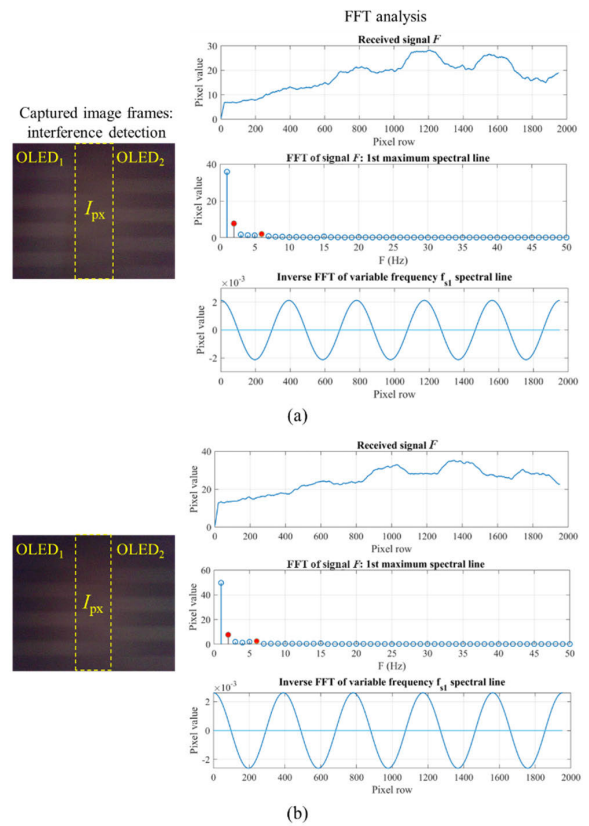 FFT analysis
Received signal F
30
20
10
0
Pixel value
0 200 400 600 800 1000 1200 1400 1600 1800 2000
Pixel row
Captured image frames:
interference detection
OLED₁
OLED₂
Iₚₓ
FFT of signal F: 1st maximum spectral line
40
20
0
Pixel value
0 5 10 15 20 25 30 35 40 45 50
F (Hz)
Inverse FFT of variable frequency fₛ₁ spectral line
×10⁻³
2
0
-2
Pixel value
0 200 400 600 800 1000 1200 1400 1600 1800 2000
Pixel row
(a)
Received signal F
40
20
0
Pixel value
0 200 400 600 800 1000 1200 1400 1600 1800 2000
Pixel row
OLED₁
OLED₂
Iₚₓ
FFT of signal F: 1st maximum spectral line
60
40
20
0
Pixel value
0 5 10 15 20 25 30 35 40 45 50
F (Hz)
Inverse FFT of variable frequency fₛ₁ spectral line
×10⁻³
2
0
-2
Pixel value
0 200 400 600 800 1000 1200 1400 1600 1800 2000
Pixel row
(b)